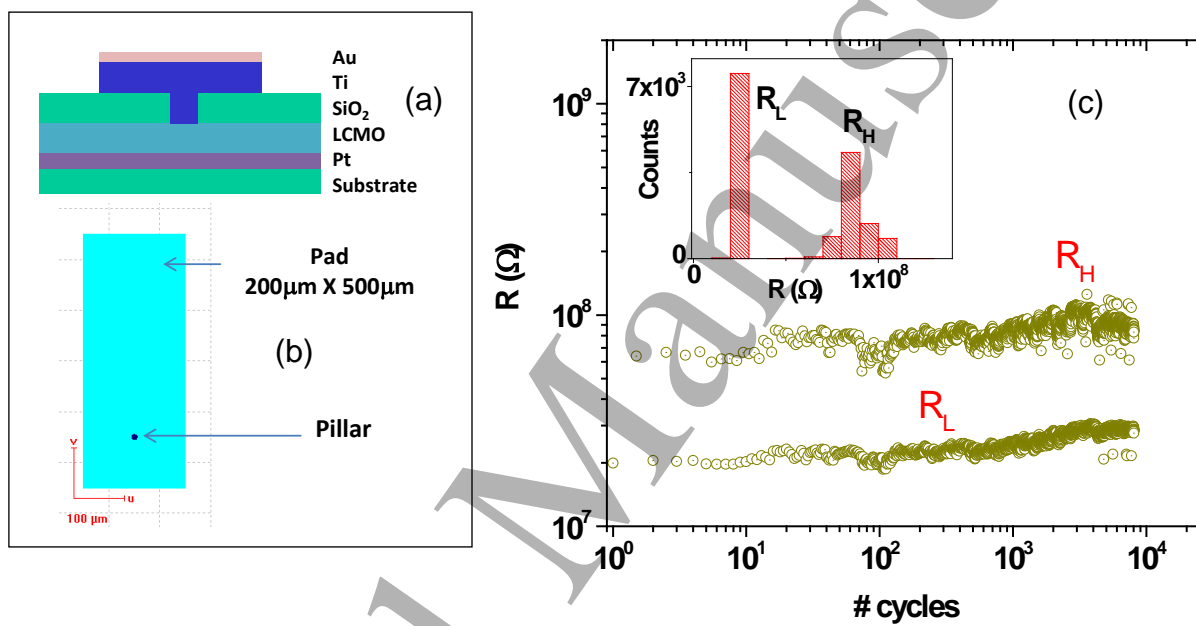 Au
Ti
SiO₂
LCMO
Pt
Substrate
(a)
Pad
200μm X 500μm
(b)
Pillar
v
u
100 μm
(c)
R (Ω)
10⁹
10⁸
10⁷
10⁰ 10¹ 10² 10³ 10⁴
# cycles
R_H
R_L
7x10³
0
Counts
R_L
R_H
0 1x10⁸
R (Ω)
Manus